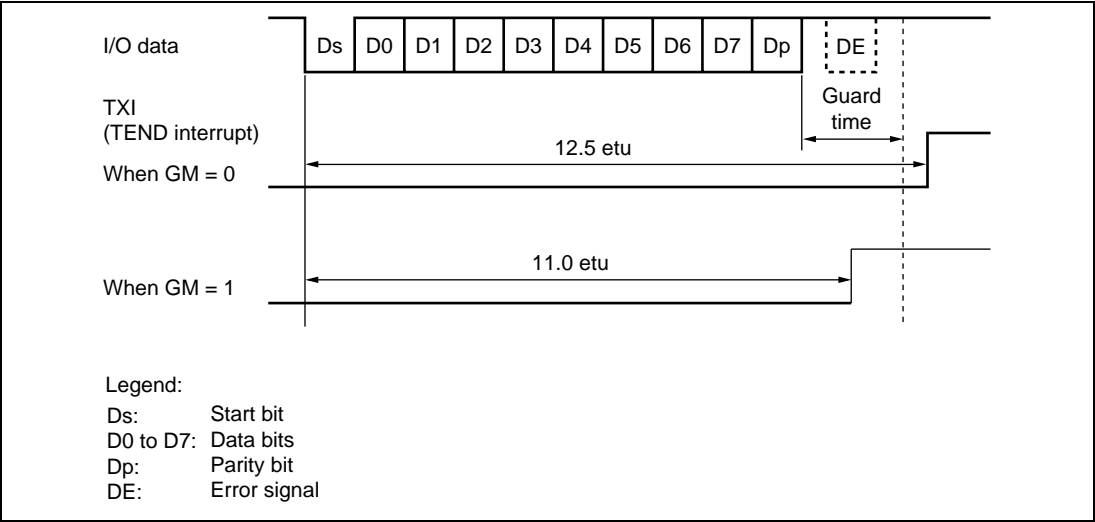 I/O data
Ds D0 D1 D2 D3 D4 D5 D6 D7 Dp DE
Guard
time
TXI
(TEND interrupt)
12.5 etu
When GM = 0
11.0 etu
When GM = 1
Legend:
Ds: Start bit
D0 to D7: Data bits
Dp: Parity bit
DE: Error signal